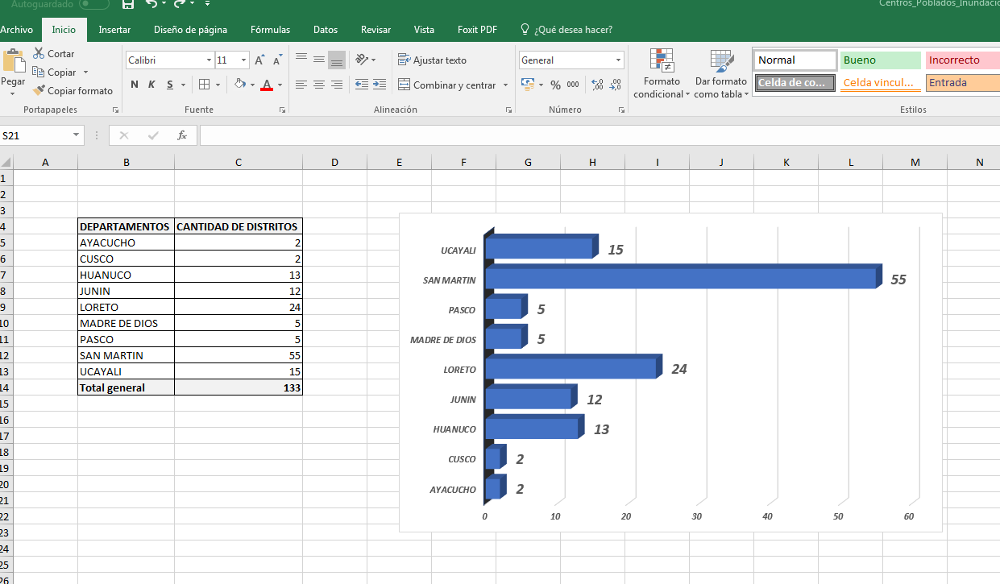 Autoguardado
Centros_Poblados_Inundacio
Archivo Inicio Insertar Diseño de página Fórmulas Datos Revisar Vista Foxit PDF ¿Qué desea hacer?
Pegar
Cortar
Copiar
Copiar formato
Portapapeles
Calibri 11 A A
N K S A
Fuente
Ajustar texto
Combinar y centrar
Alineación
General
% 000 ,00 ,00
Número
Formato condicional
Dar formato como tabla
Normal Bueno Incorrecto
Celda de co... Celda vincul... Entrada
Estilos
S21 fx
A B C D E F G H I J K L M N
1
2
3
4 DEPARTAMENTOS CANTIDAD DE DISTRITOS
5 AYACUCHO 2
6 CUSCO 2
7 HUANUCO 13
8 JUNIN 12
9 LORETO 24
10 MADRE DE DIOS 5
11 PASCO 5
12 SAN MARTIN 55
13 UCAYALI 15
14 Total general 133
15
16
17
18
19
20
21
22
23
24
25
26
UCAYALI 15
SAN MARTIN 55
PASCO 5
MADRE DE DIOS 5
LORETO 24
JUNIN 12
HUANUCO 13
CUSCO 2
AYACUCHO 2
0 10 20 30 40 50 60